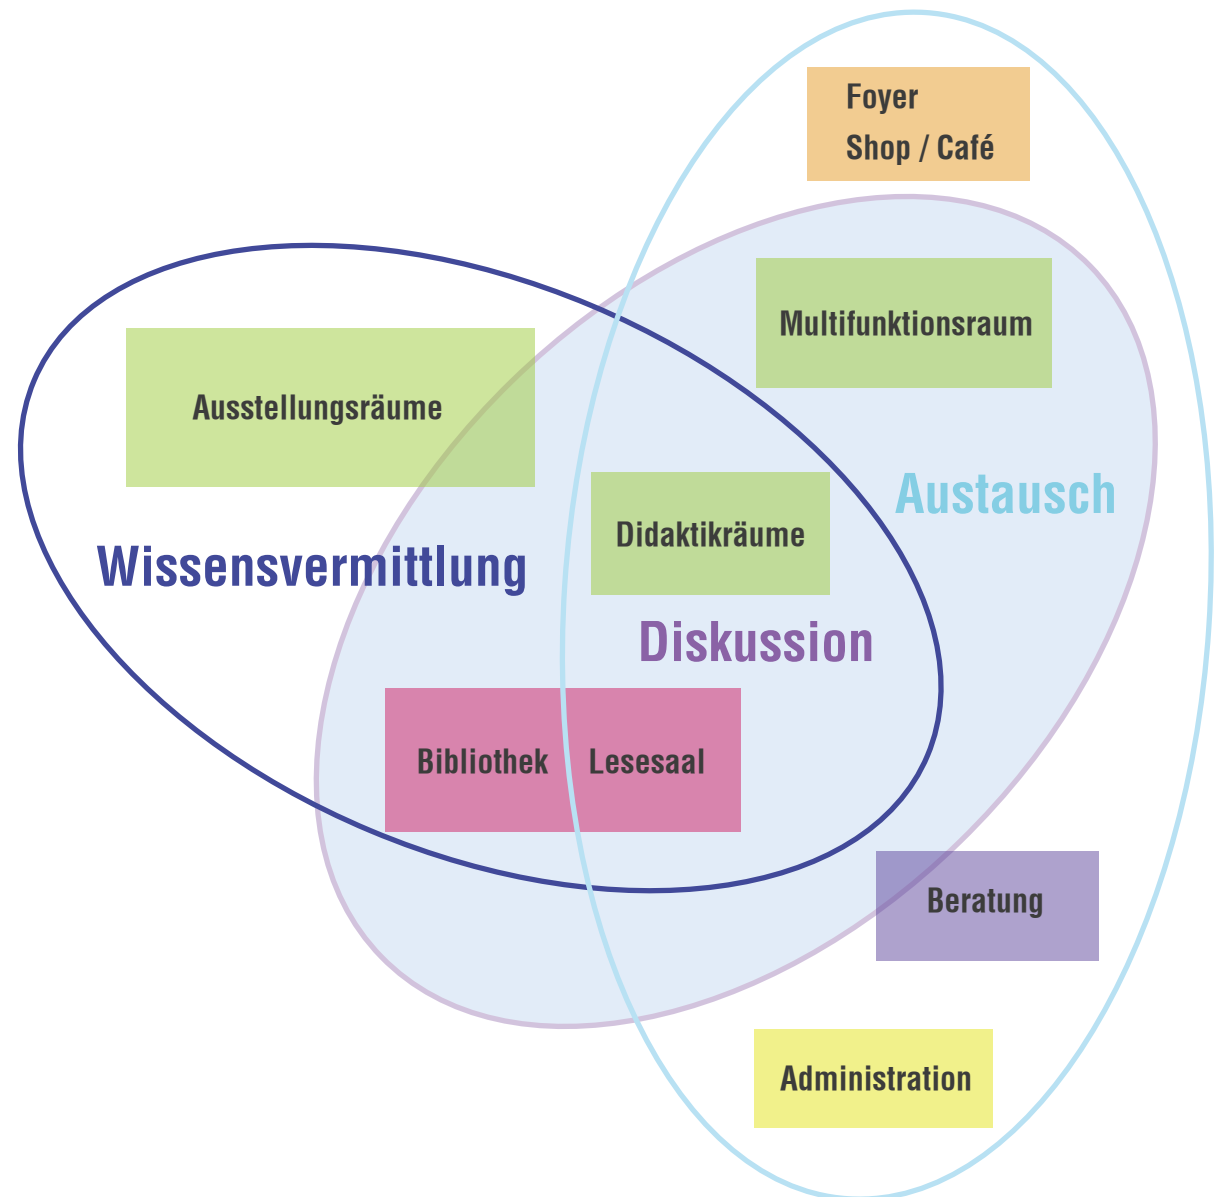 Foyer
Shop / Café
Multifunktionsraum
Ausstellungsräume
Austausch
Didaktikräume
Wissensvermittlung
Diskussion
Bibliothek Lesesaal
Beratung
Administration